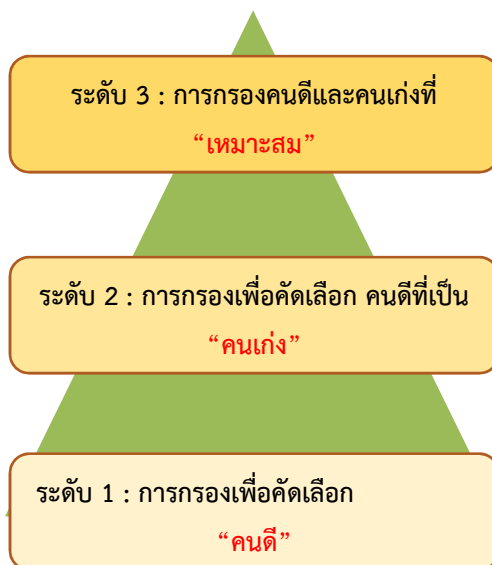 ระดับ 3 : การกรองคนดีและคนเก่งที่
“เหมาะสม”
ระดับ 2 : การกรองเพื่อคัดเลือก คนดีที่เป็น
“คนเก่ง”
ระดับ 1 : การกรองเพื่อคัดเลือก
“คนดี”